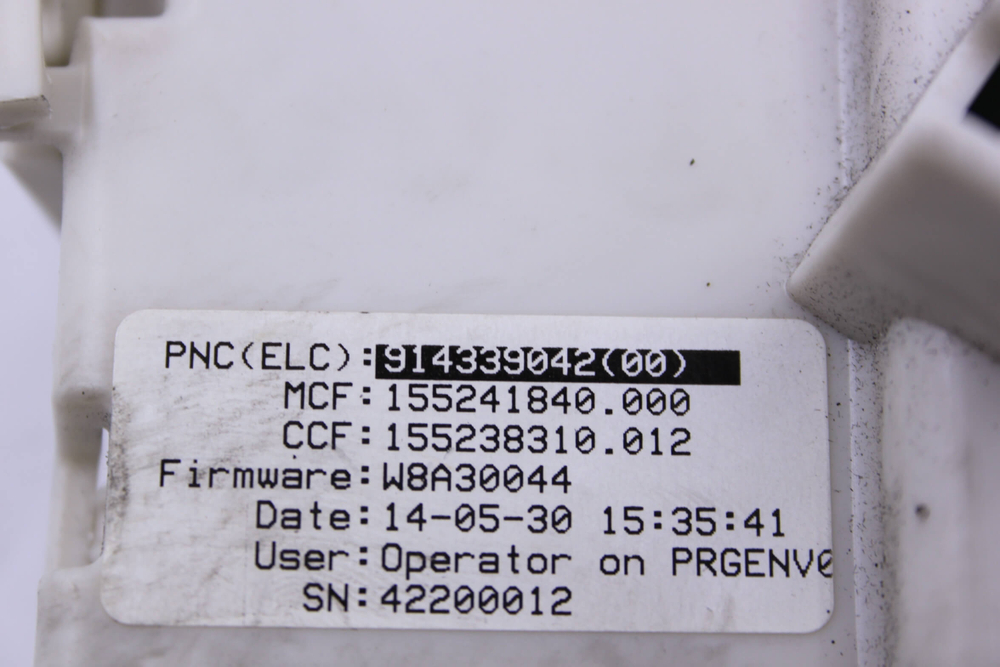 PNC(ELC):914339042(00)
MCF:155241840.000
CCF:155238310.012
Firmware:W8A30044
Date:14-05-30 15:35:41
User:Operator on PRGENV0
SN:42200012